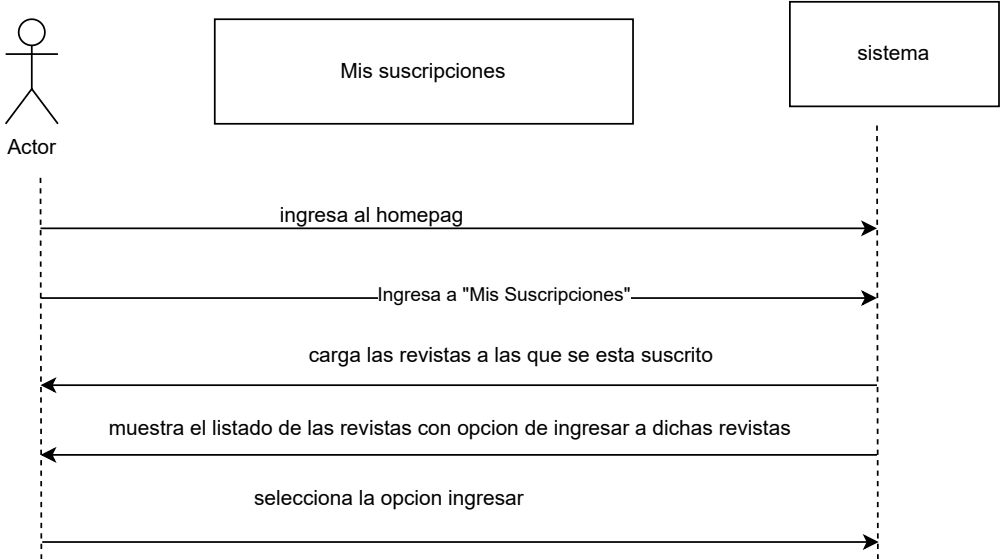 Mis suscripciones
sistema
Actor
ingresa al homepag
Ingresa a "Mis Suscripciones"
carga las revistas a las que se esta suscrito
muestra el listado de las revistas con opcion de ingresar a dichas revistas
selecciona la opcion ingresar